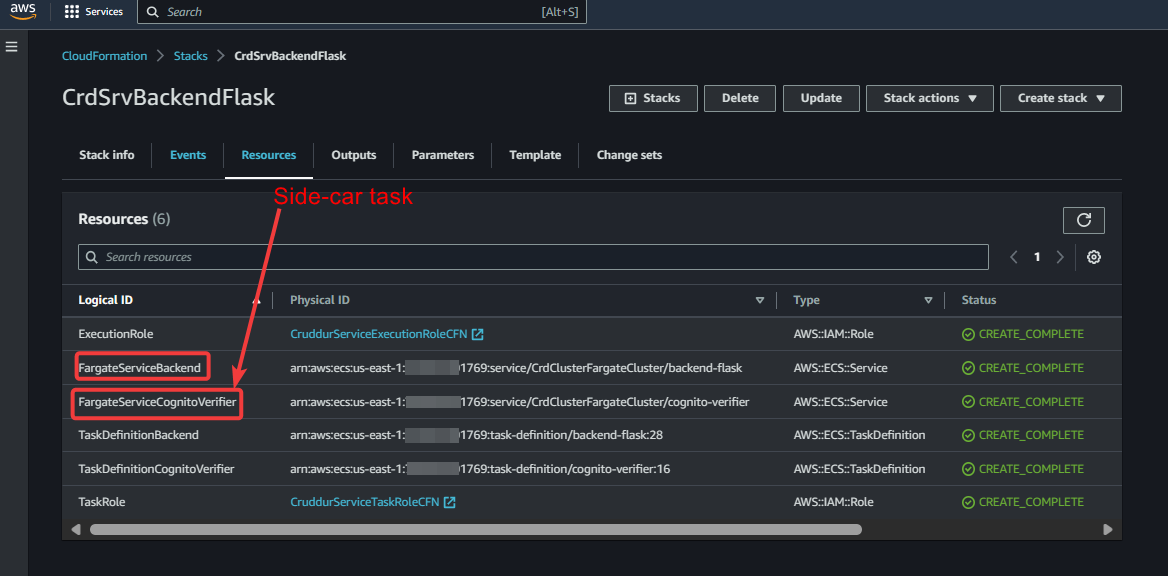 aws Services Search [Alt+S]
CloudFormation Stacks CrdSrvBackendFlask
CrdSrvBackendFlask Stacks Delete Update Stack actions Create stack
Stack info Events Resources Outputs Parameters Template Change sets
Side-car task
Resources (6)
Search resources 1
Logical ID Physical ID Type Status
ExecutionRole CruddurServiceExecutionRoleCFN AWS::IAM::Role CREATE_COMPLETE
FargateServiceBackend arn:aws:ecs:us-east-1: 1769:service/CrdClusterFargateCluster/backend-flask AWS::ECS::Service CREATE_COMPLETE
FargateServiceCognitoVerifier arn:aws:ecs:us-east-1: 1769:service/CrdClusterFargateCluster/cognito-verifier AWS::ECS::Service CREATE_COMPLETE
TaskDefinitionBackend arn:aws:ecs:us-east-1: 1769:task-definition/backend-flask:28 AWS::ECS::TaskDefinition CREATE_COMPLETE
TaskDefinitionCognitoVerifier arn:aws:ecs:us-east-1: 1769:task-definition/cognito-verifier:16 AWS::ECS::TaskDefinition CREATE_COMPLETE
TaskRole CruddurServiceTaskRoleCFN AWS::IAM::Role CREATE_COMPLETE